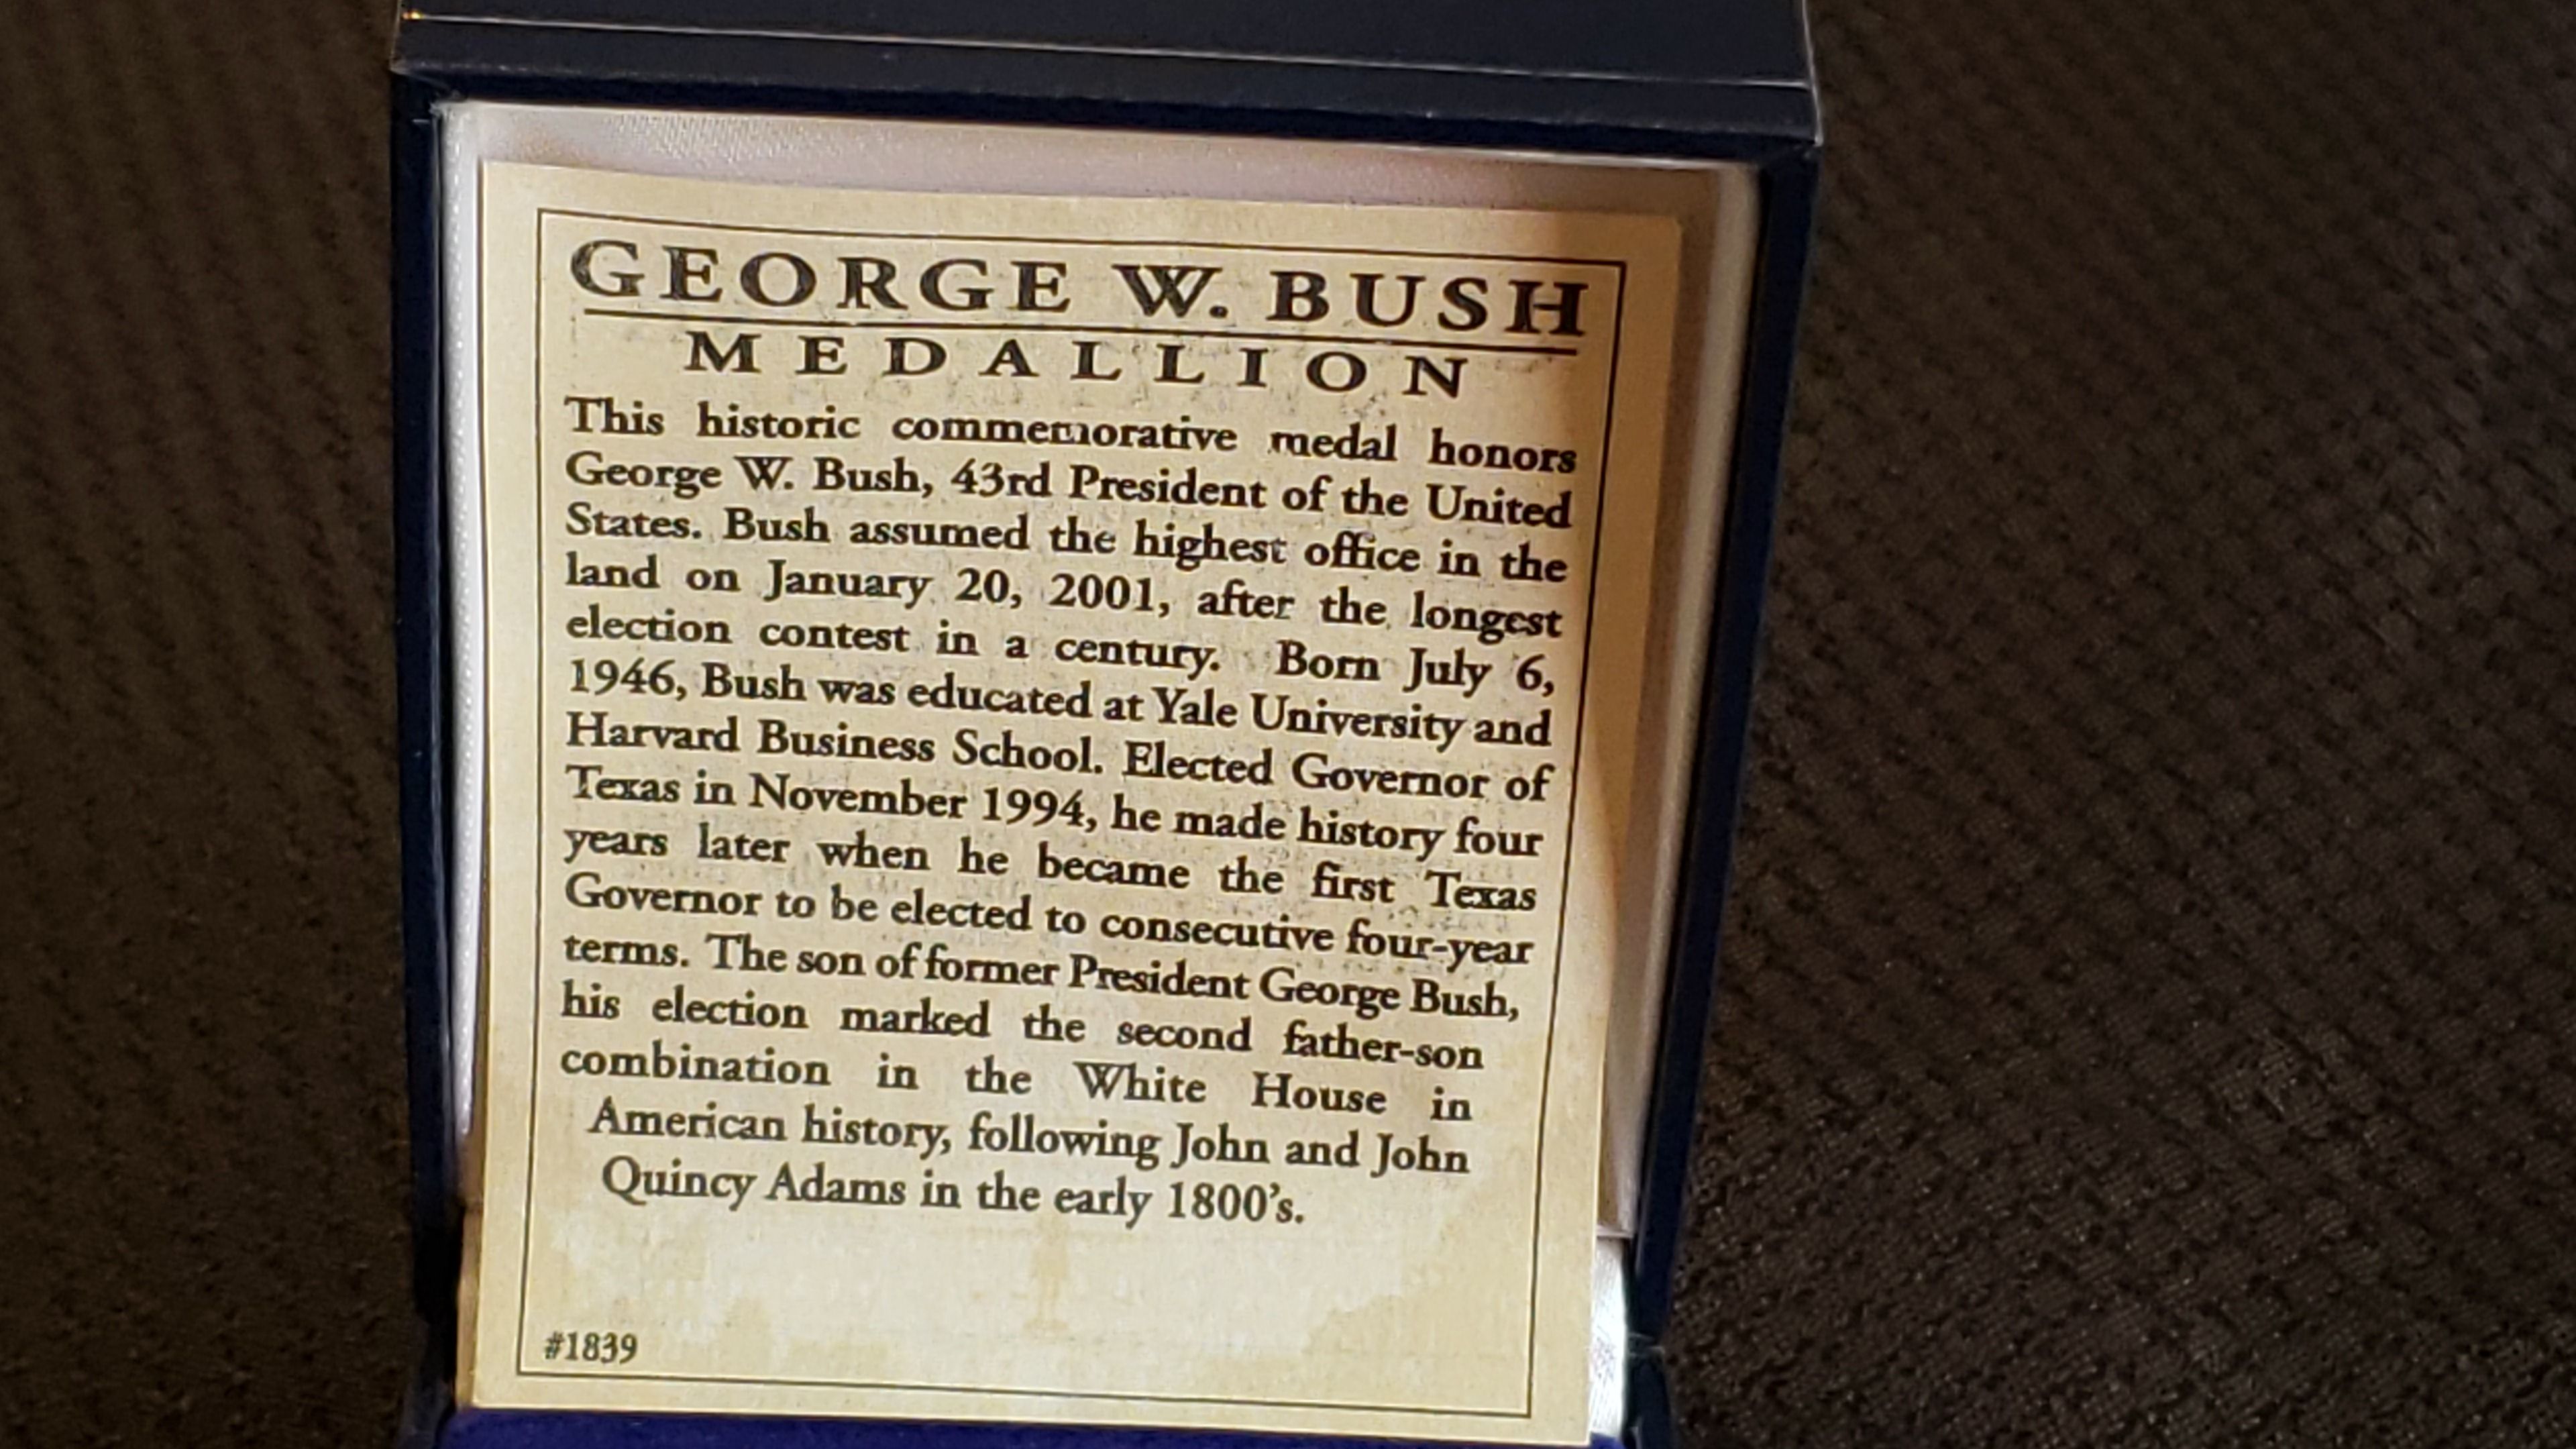 GEORGE W. BUSH
MEDALLION
This historic commemorative medal honors
George W. Bush, 43rd President of the United
States. Bush assumed the highest office in the
land on January 20, 2001, after the longest
election contest in a century. Born July 6,
1946, Bush was educated at Yale University and
Harvard Business School. Elected Governor of
Texas in November 1994, he made history four
years later when he became the first Texas
Governor to be elected to consecutive four-year
terms. The son of former President George Bush,
his election marked the second father-son
combination in the White House in
American history, following John and John
Quincy Adams in the early 1800's.
#1839